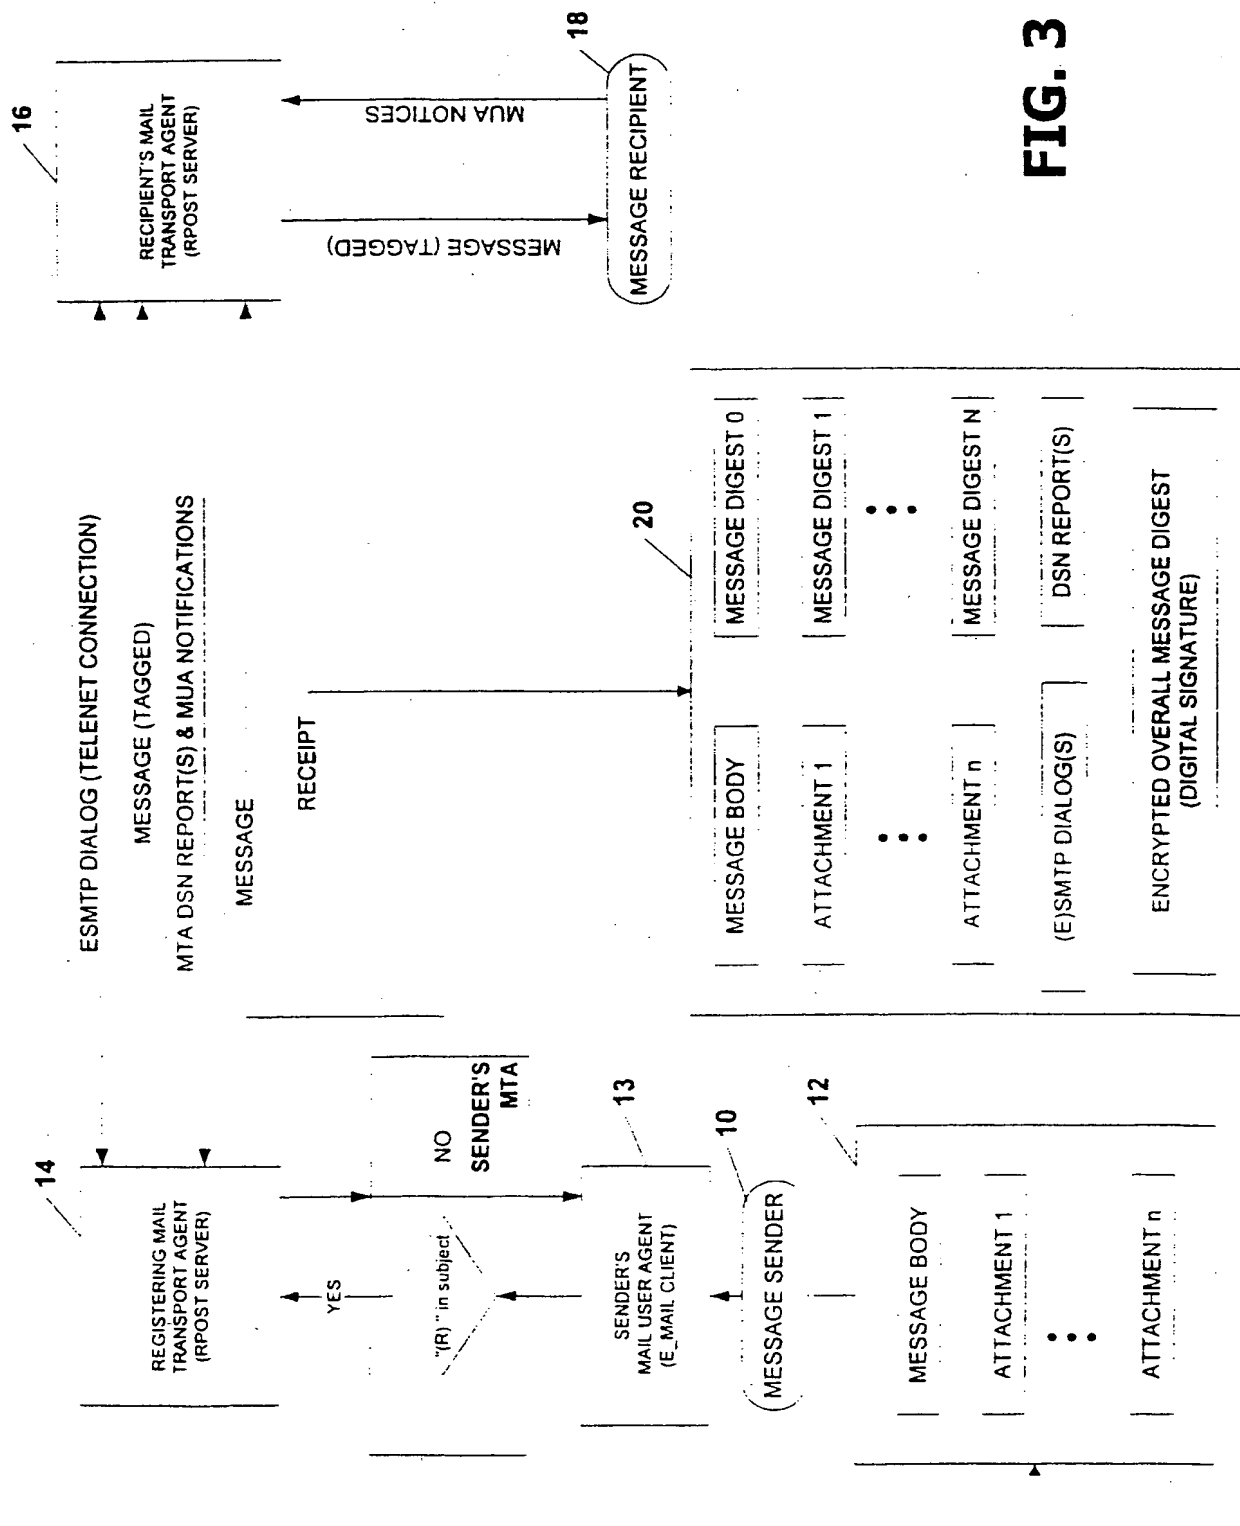 14
REGISTERING MAIL
TRANSPORT AGENT
(RPOST SERVER)
YES
"(R) " in subject
NO
SENDER'S
MTA
SENDER'S
MAIL USER AGENT
(E_MAIL CLIENT)
13
10
MESSAGE SENDER
12
MESSAGE BODY
ATTACHMENT 1
ATTACHMENT n
ESMTP DIALOG (TELENET CONNECTION)
MESSAGE (TAGGED)
MTA DSN REPORT(S) & MUA NOTIFICATIONS
MESSAGE
RECEIPT
20
MESSAGE BODY
MESSAGE DIGEST 0
ATTACHMENT 1
MESSAGE DIGEST 1
ATTACHMENT n
MESSAGE DIGEST N
(E)SMTP DIALOG(S)
DSN REPORT(S)
ENCRYPTED OVERALL MESSAGE DIGEST
(DIGITAL SIGNATURE)
16
RECIPIENT'S MAIL
TRANSPORT AGENT
(RPOST SERVER)
MESSAGE (TAGGED)
MUA NOTICES
18
MESSAGE RECIPIENT
FIG. 3